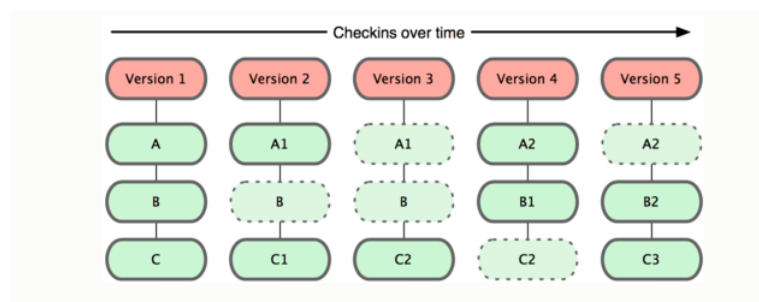 Checkins over time
Version 1 Version 2 Version 3 Version 4 Version 5
A A1 A1 A2 A2
B B B B1 B2
C C1 C2 C2 C3